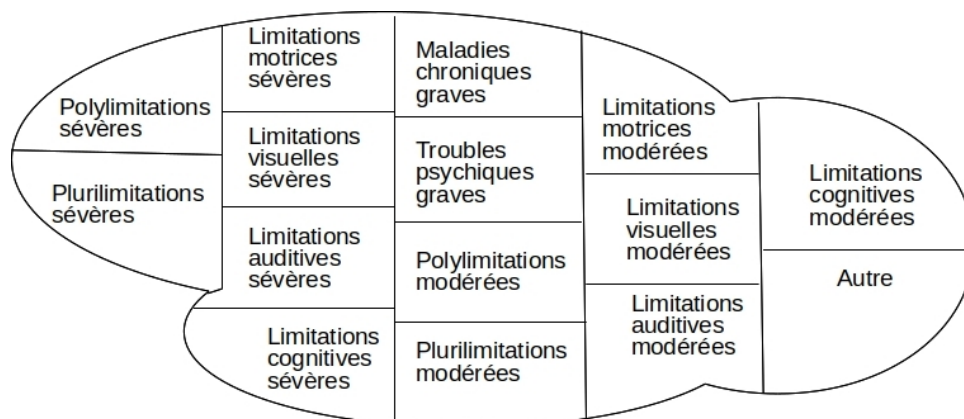 Polylimitations
sévères
Plurilimitations
sévères
Limitations
motrices
sévères
Limitations
visuelles
sévères
Limitations
auditives
sévères
Limitations
cognitives
sévères
Maladies
chroniques
graves
Troubles
psychiques
graves
Polylimitations
modérées
Plurilimitations
modérées
Limitations
motrices
modérées
Limitations
visuelles
modérées
Limitations
auditives
modérées
Limitations
cognitives
modérées
Autre